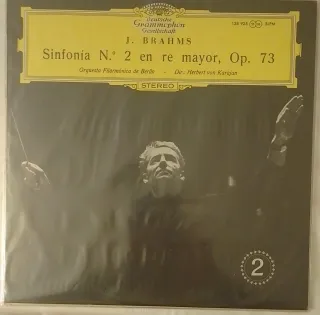 Deutsche
Grammophon
Gesellschaft
J. BRAHMS
Sinfonía N.º 2 en re mayor, Op. 73
Orquesta Filarmónica de Berlín - Dir.: Herbert von Karajan
STEREO
2